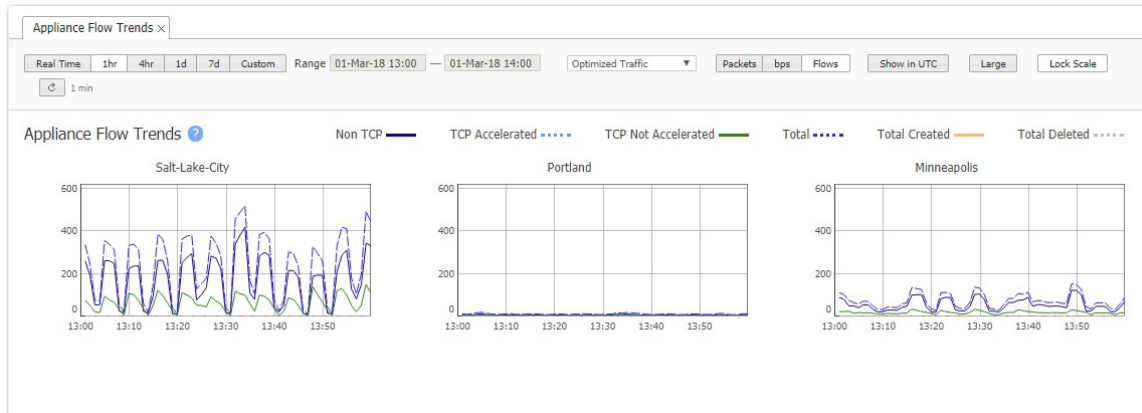 Appliance Flow Trends ×
Real Time 1hr 4hr 1d 7d Custom Range 01-Mar-18 13:00 — 01-Mar-18 14:00 Optimized Traffic Packets bps Flows Show in UTC Large Lock Scale
1 min
Appliance Flow Trends ? Non TCP TCP Accelerated TCP Not Accelerated Total Total Created Total Deleted
Salt-Lake-City Portland Minneapolis
600 600 600
400 400 400
200 200 200
0 0 0
13:00 13:10 13:20 13:30 13:40 13:50 13:00 13:10 13:20 13:30 13:40 13:50 13:00 13:10 13:20 13:30 13:40 13:50